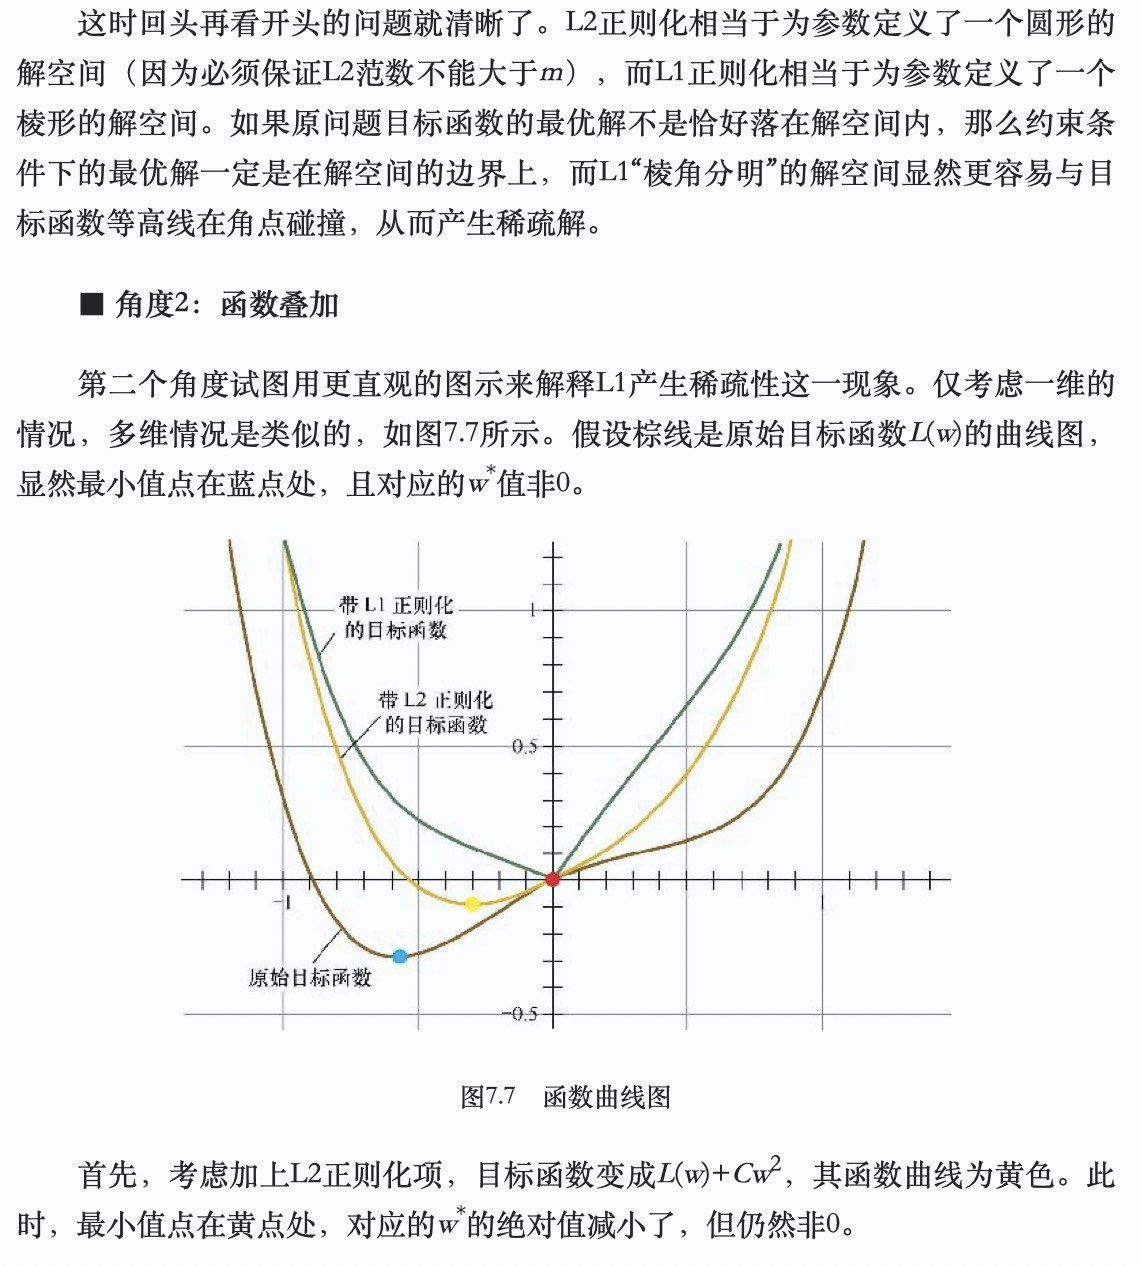 这时回头再看开头的问题就清晰了。L2正则化相当于为参数定义了一个圆形的
解空间（因为必须保证L2范数不能大于m），而L1正则化相当于为参数定义了一个
棱形的解空间。如果原问题目标函数的最优解不是恰好落在解空间内，那么约束条
件下的最优解一定是在解空间的边界上，而L1“棱角分明”的解空间显然更容易与目
标函数等高线在角点碰撞，从而产生稀疏解。
■ 角度2：函数叠加
第二个角度试图用更直观的图示来解释L1产生稀疏性这一现象。仅考虑一维的
情况，多维情况是类似的，如图7.7所示。假设棕线是原始目标函数L(w)的曲线图，
显然最小值点在蓝点处，且对应的w*值非0。
带 L1 正则化
的目标函数
1
带 L2 正则化
的目标函数
0.5
-1
1
原始目标函数
-0.5
图7.7 函数曲线图
首先，考虑加上L2正则化项，目标函数变成L(w)+Cw²，其函数曲线为黄色。此
时，最小值点在黄点处，对应的w*的绝对值减小了，但仍然非0。